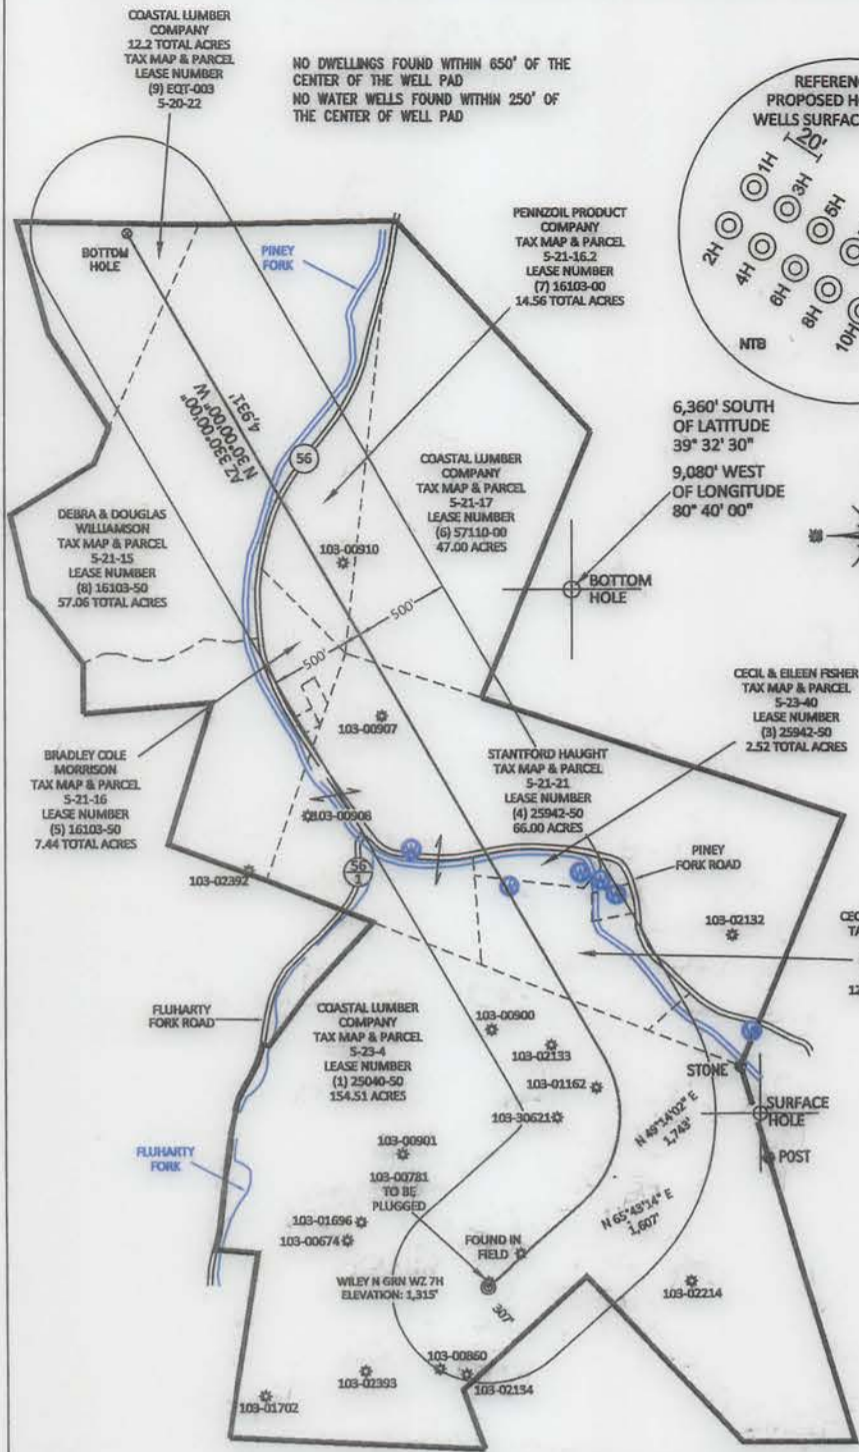 COASTAL LUMBER
COMPANY
12.2 TOTAL ACRES
TAX MAP & PARCEL
LEASE NUMBER
(9) EQT-003
5-20-22
NO DWELLINGS FOUND WITHIN 650' OF THE
CENTER OF THE WELL PAD
NO WATER WELLS FOUND WITHIN 250' OF
THE CENTER OF WELL PAD
PROPOSED H
WELLS SURFAC
20'
1H
3H
5H
2H
4H
6H
8H
10H
NTB
BOTTOM
HOLE
PINEY
FORK
PENNZOIL PRODUCT
COMPANY
TAX MAP & PARCEL
5-21-16.2
LEASE NUMBER
(7) 16103-00
14.56 TOTAL ACRES
AZ 330°00'00"
N 30°00'00" W
4,931'
56
6,360' SOUTH
OF LATITUDE
39° 32' 30"
9,080' WEST
OF LONGITUDE
80° 40' 00"
BOTTOM
HOLE
COASTAL LUMBER
COMPANY
TAX MAP & PARCEL
5-21-17
LEASE NUMBER
(6) 57110-00
47.00 ACRES
DEBRA & DOUGLAS
WILLIAMSON
TAX MAP & PARCEL
5-21-15
LEASE NUMBER
(8) 16103-50
57.06 TOTAL ACRES
103-00910
500'
500'
103-00907
CECIL & EILEEN FISHER
TAX MAP & PARCEL
5-23-40
LEASE NUMBER
(3) 25942-50
2.52 TOTAL ACRES
BRADLEY COLE
MORRISON
TAX MAP & PARCEL
5-21-16
LEASE NUMBER
(5) 16103-50
7.44 TOTAL ACRES
STANTFORD HAUGHT
TAX MAP & PARCEL
5-21-21
LEASE NUMBER
(4) 25942-50
66.00 ACRES
103-00908
103-02392
56
1
PINEY
FORK ROAD
103-02132
CEC
TA
12
FLUHARTY
FORK ROAD
COASTAL LUMBER
COMPANY
TAX MAP & PARCEL
5-23-4
LEASE NUMBER
(1) 25040-50
154.51 ACRES
103-00900
103-02133
103-01162
103-30621
STONE
SURFACE
HOLE
POST
N 49°14'02" E
1,743'
N 65°43'14" E
1,607'
FLUHARTY
FORK
103-00901
103-00781
TO BE
PLUGGED
103-01696
103-00674
FOUND IN
FIELD
WILEY N GRN WZ 7H
ELEVATION: 1,315'
307'
103-02214
103-00860
103-02393
103-02134
103-01702